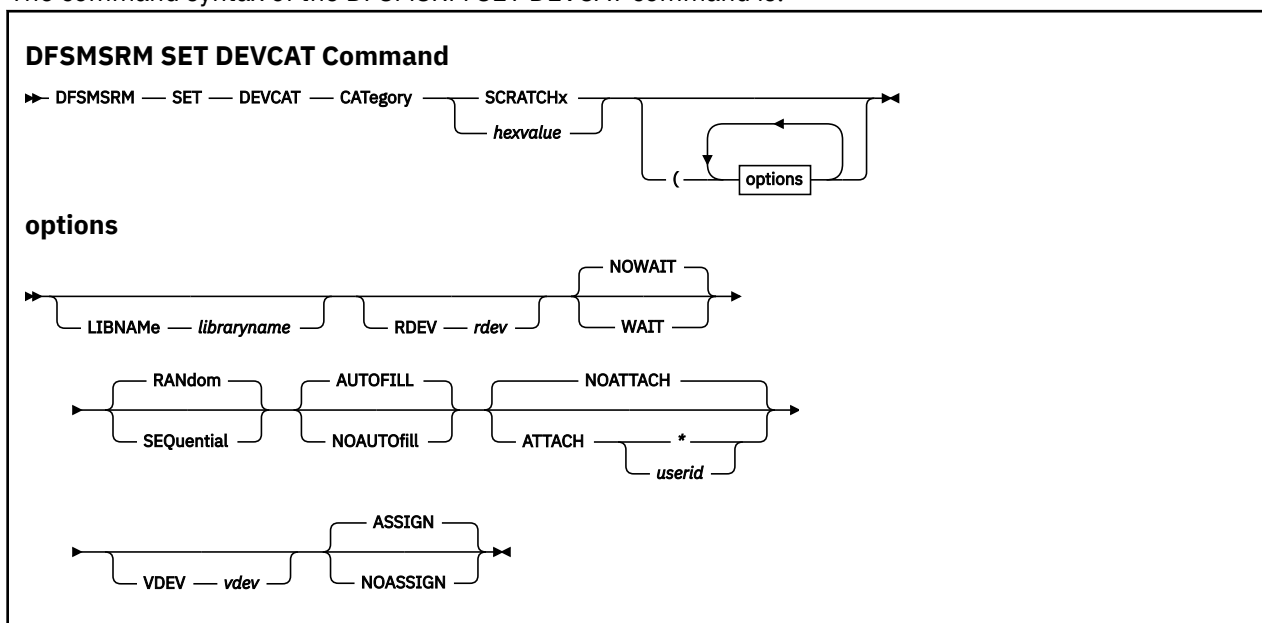 The command syntax of the DFSMSRM SET DEVCAT command is:
DFSMSRM SET DEVCAT Command
DFSMSRM SET DEVCAT CATegory SCRATCHx
hexvalue
( options
options
NOWAIT
LIBNAMe libraryname RDEV rdev WAIT
RANdom AUTOFILL NOATTACH
SEQuential NOAUTOfill ATTACH *
userid
ASSIGN
VDEV vdev NOASSIGN